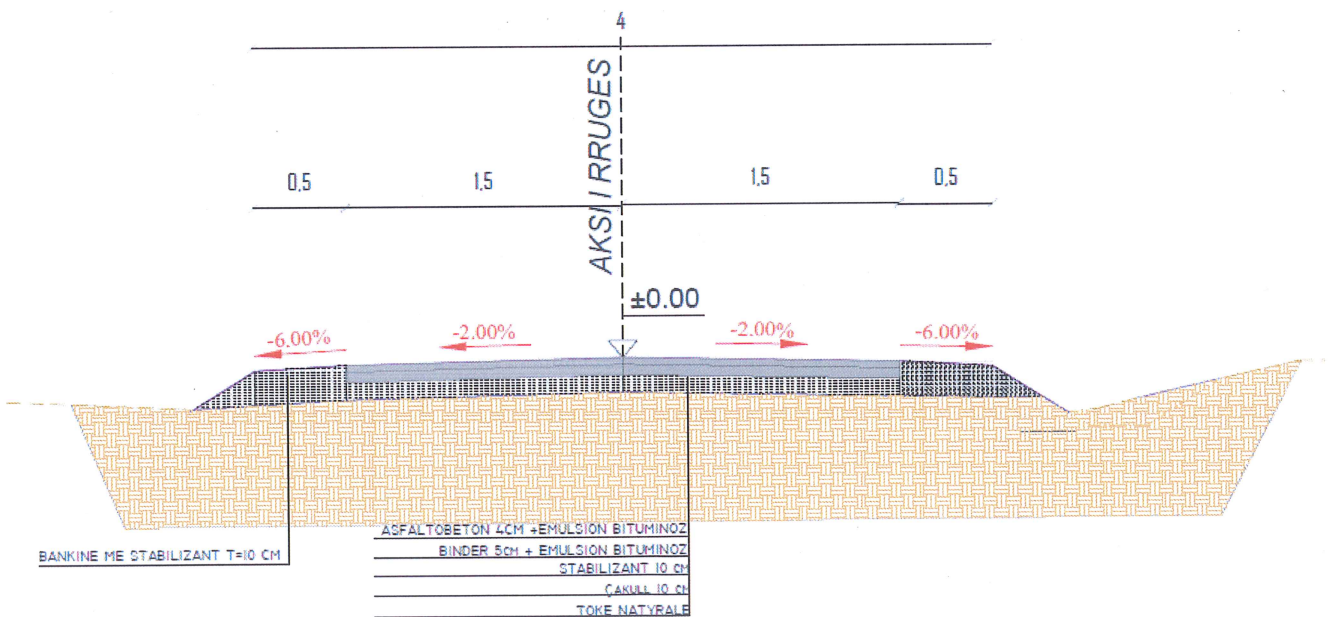 4
AKSI I RRUGES
0,5 1,5 1,5 0,5
±0.00
-6.00% -2.00% -2.00% -6.00%
ASFALTOBETON 4CM +EMULSION BITUMINOZ
BANKINE ME STABILIZANT T=10 CM
BINDER 5CM + EMULSION BITUMINOZ
STABILIZANT 10 CM
ÇAKULL 10 CM
TOKE NATYRALE